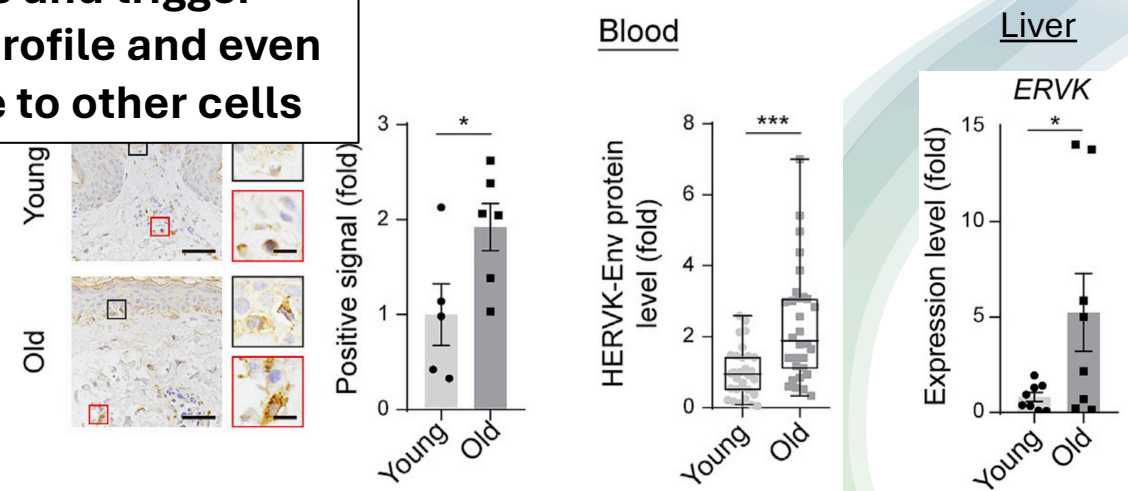 rofile and even
to other cells
Blood
Liver
Young
Old
Positive signal (fold)
3
2
1
0
*
Young
Old
HERVK-Env protein
level (fold)
8
6
4
2
0
***
Young
Old
ERVK
Expression level (fold)
15
10
5
0
*
Young
Old